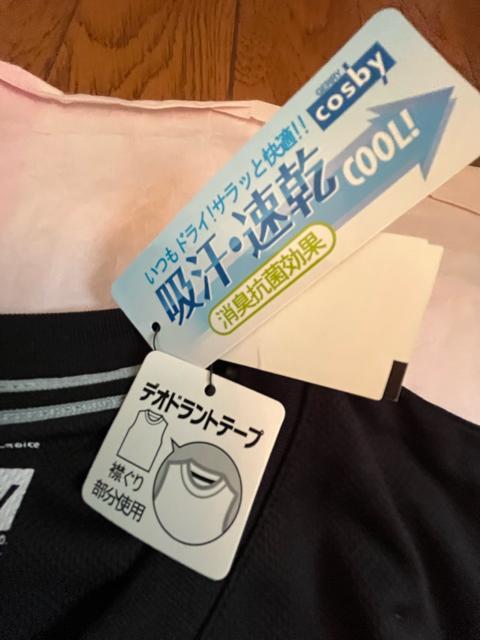 cosby
いつもドライ!サラッと快適!!
吸汗・速乾 COOL!
消臭抗菌効果
デオドラントテープ
襟ぐり
部分使用